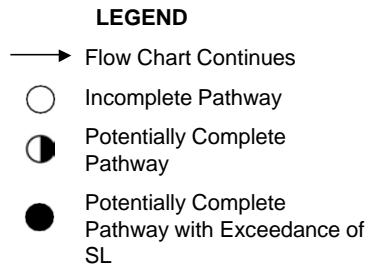 LEGEND
Flow Chart Continues
Incomplete Pathway
Potentially Complete
Pathway
Potentially Complete
Pathway with Exceedance of
SL